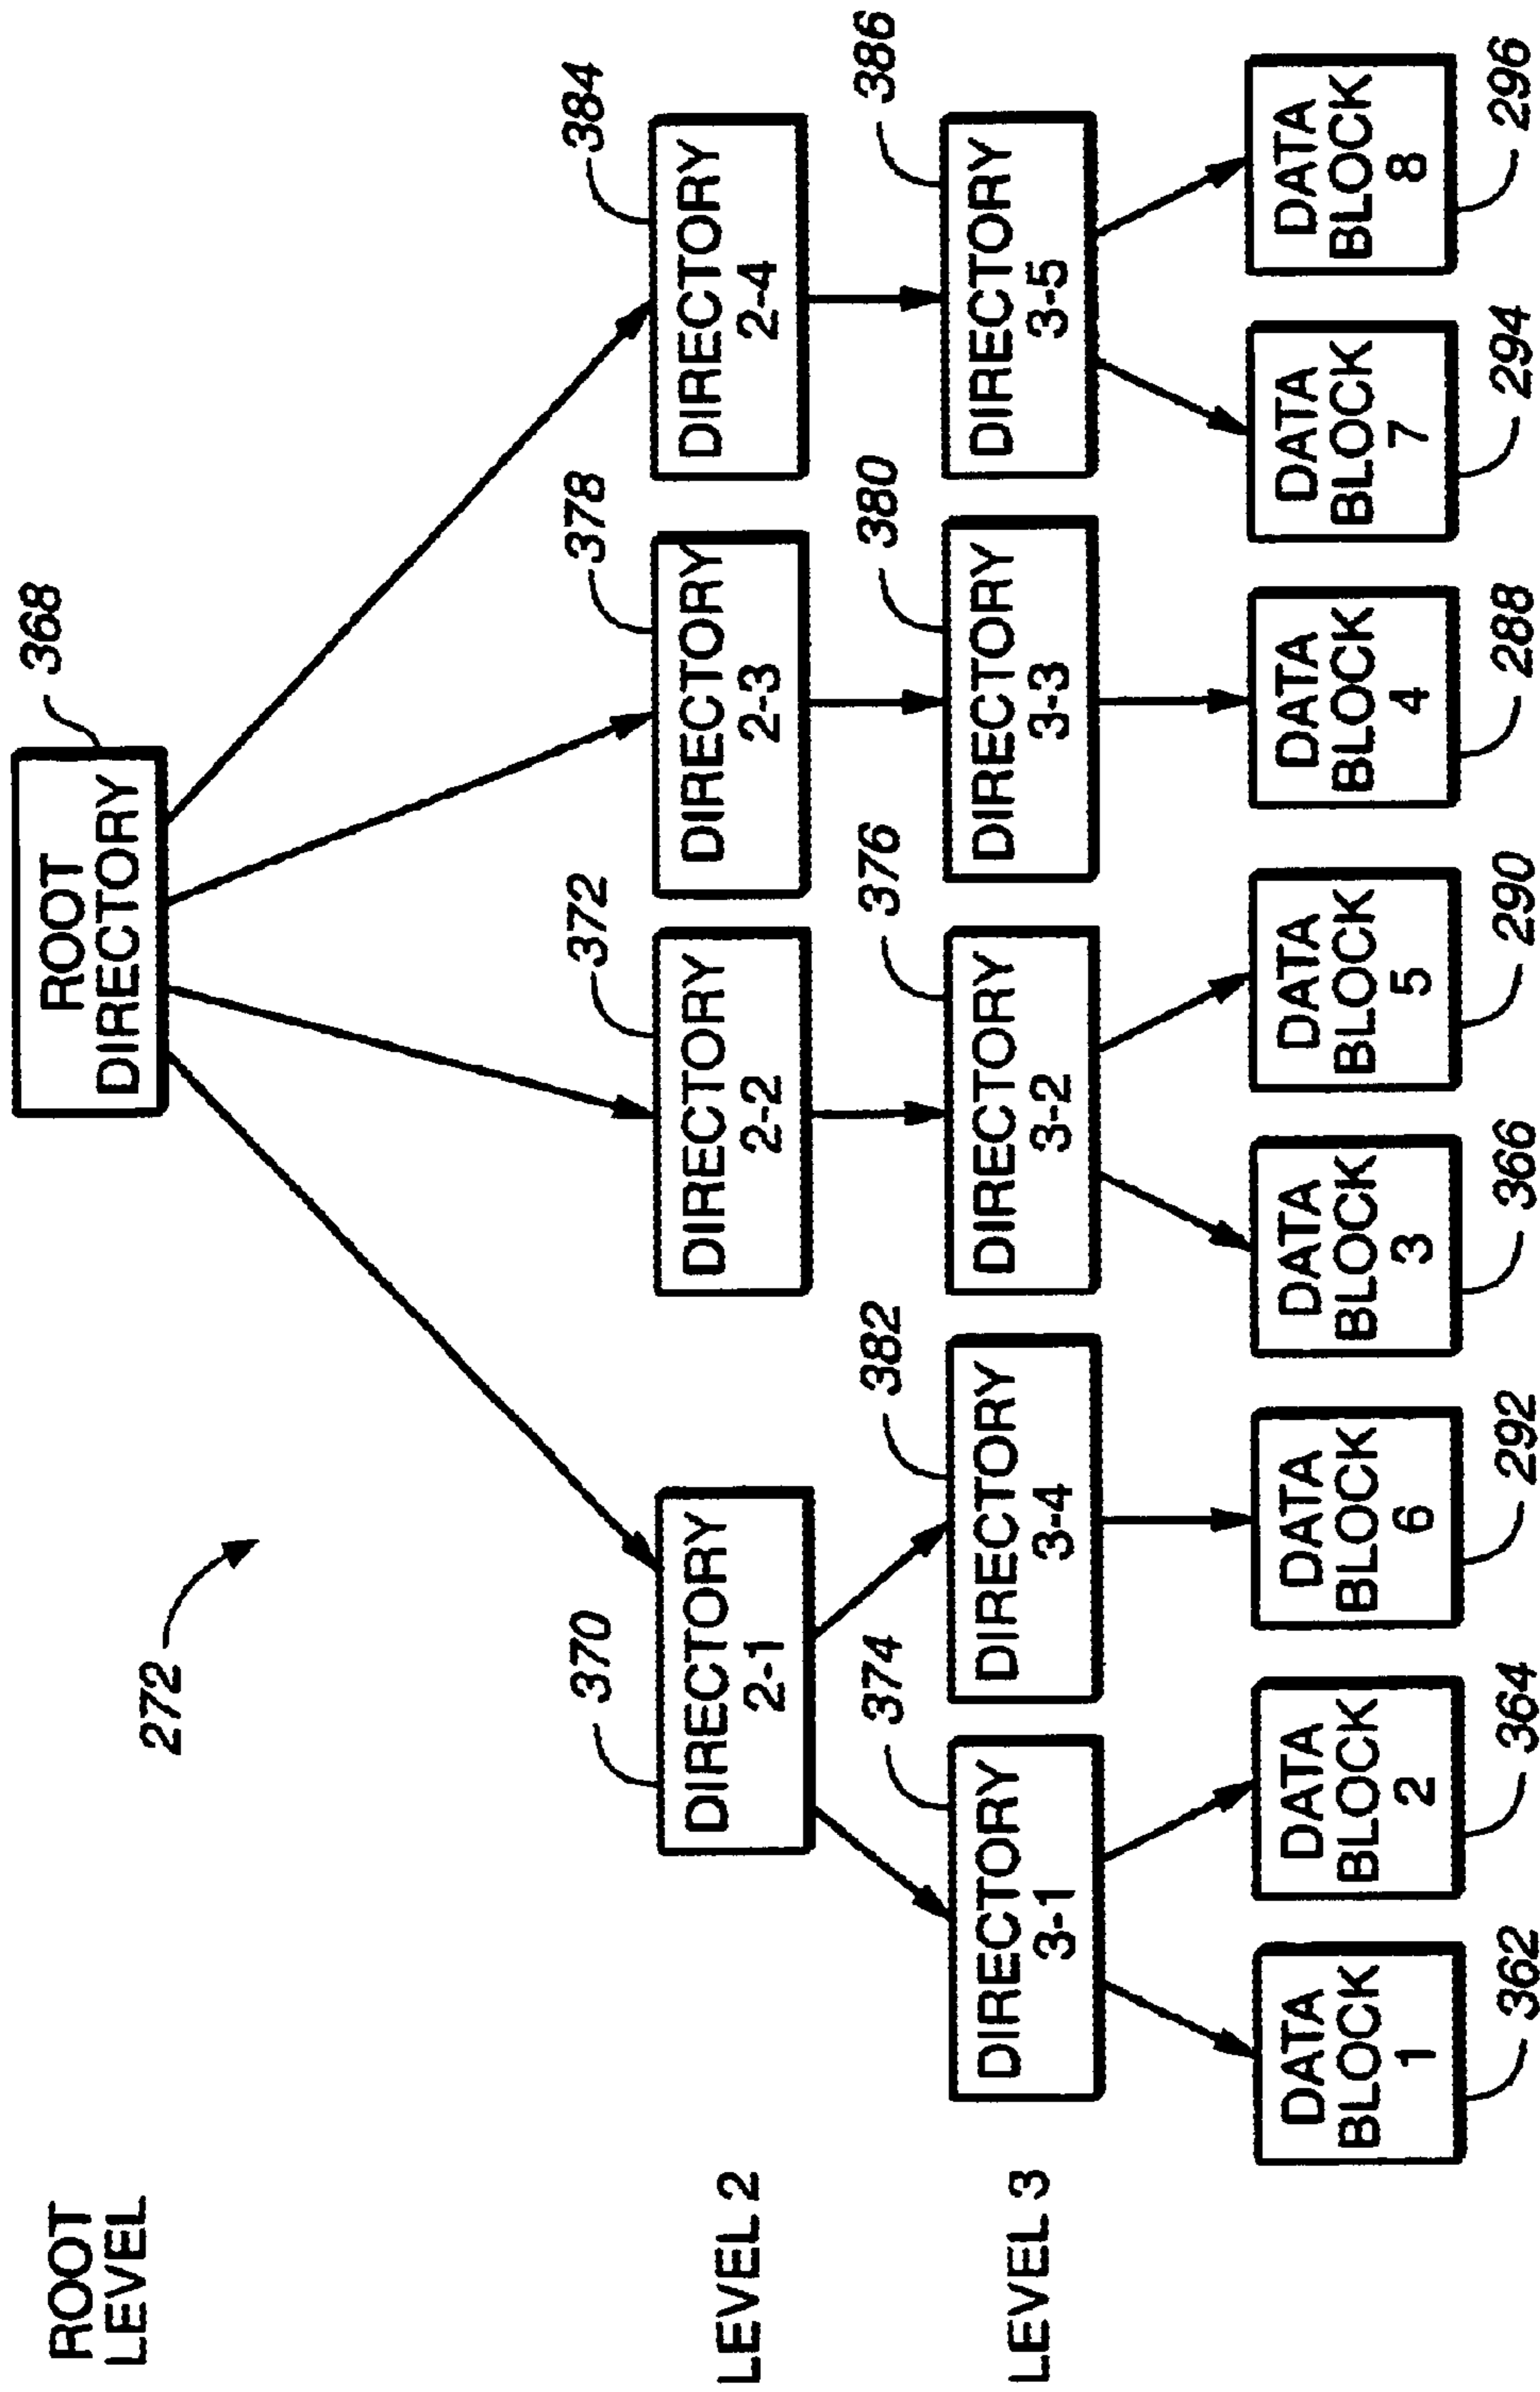 ROOT
LEVEL
ROOT
DIRECTORY
368
272
LEVEL 2
370
DIRECTORY
2-1
372
DIRECTORY
2-2
378
DIRECTORY
2-3
384
DIRECTORY
2-4
LEVEL 3
374
DIRECTORY
3-1
382
DIRECTORY
3-4
376
DIRECTORY
3-2
380
DIRECTORY
3-3
386
DIRECTORY
3-5
DATA
BLOCK
1
362
DATA
BLOCK
2
364
DATA
BLOCK
6
292
DATA
BLOCK
3
366
DATA
BLOCK
5
290
DATA
BLOCK
4
288
DATA
BLOCK
7
294
DATA
BLOCK
8
296